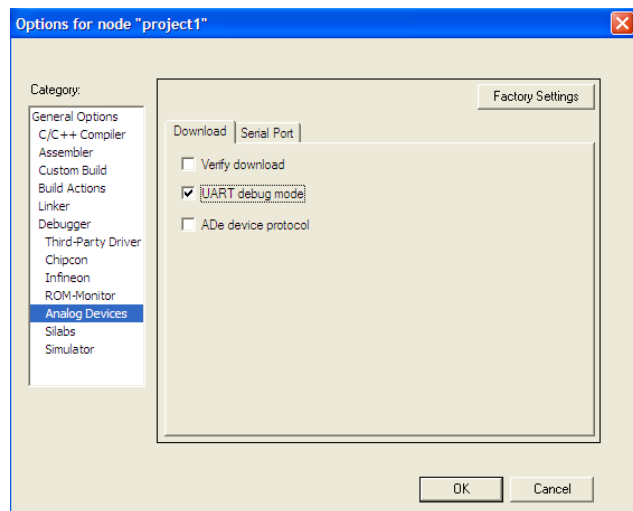 Options for node "project1"
Category:
Factory Settings
General Options
C/C++ Compiler
Assembler
Custom Build
Build Actions
Linker
Debugger
Third-Party Driver
Chipcon
Infineon
ROM-Monitor
Analog Devices
Silabs
Simulator
Download Serial Port
Verify download
UART debug mode
ADe device protocol
OK Cancel